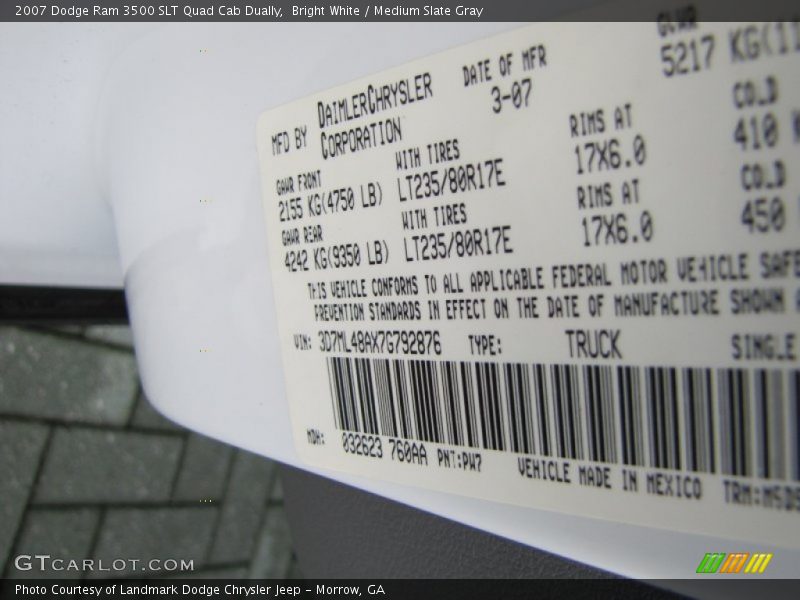 2007 Dodge Ram 3500 SLT Quad Cab Dually, Bright White / Medium Slate Gray
MFD BY DAIMLERCHRYSLER CORPORATION
DATE OF MFR
3-07
GVWR
5217 KG(11
GAWR FRONT WITH TIRES RIMS AT COLD
2155 KG(4750 LB) LT235/80R17E 17X6.0 410
GAWR REAR WITH TIRES RIMS AT COLD
4242 KG(9350 LB) LT235/80R17E 17X6.0 450
THIS VEHICLE CONFORMS TO ALL APPLICABLE FEDERAL MOTOR VEHICLE SAFE
PREVENTION STANDARDS IN EFFECT ON THE DATE OF MANUFACTURE SHOWN
VIN: 3D7ML48AX7G792876 TYPE: TRUCK SINGLE
MDH: 032623 760AA PNT:PW7 VEHICLE MADE IN MEXICO TRM:M5D5
GTCARLOT.COM
Photo Courtesy of Landmark Dodge Chrysler Jeep - Morrow, GA